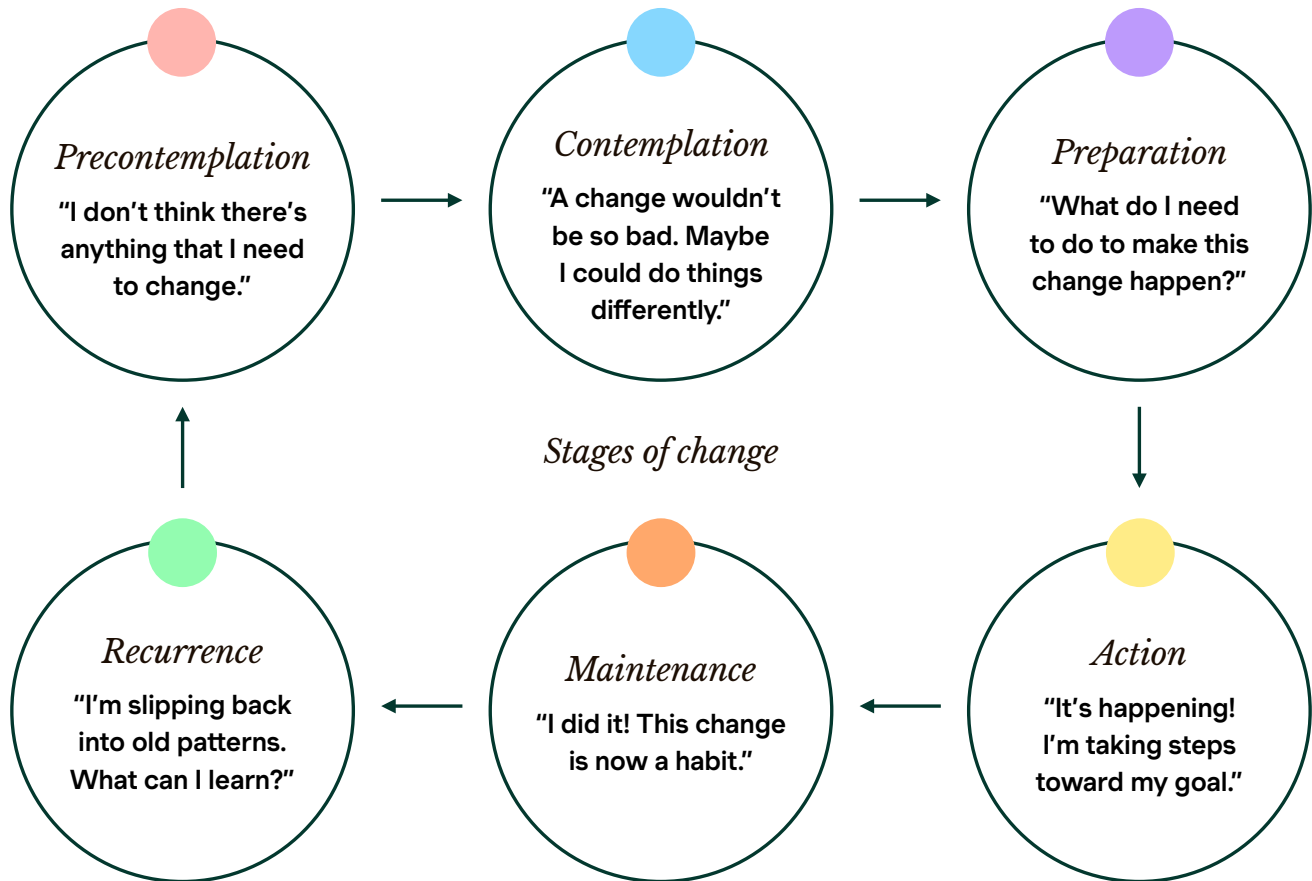 Precontemplation
“I don’t think there’s
anything that I need
to change.”
Contemplation
“A change wouldn’t
be so bad. Maybe
I could do things
differently.”
Preparation
“What do I need
to do to make this
change happen?”
Stages of change
Recurrence
“I’m slipping back
into old patterns.
What can I learn?”
Maintenance
“I did it! This change
is now a habit.”
Action
“It’s happening!
I’m taking steps
toward my goal.”